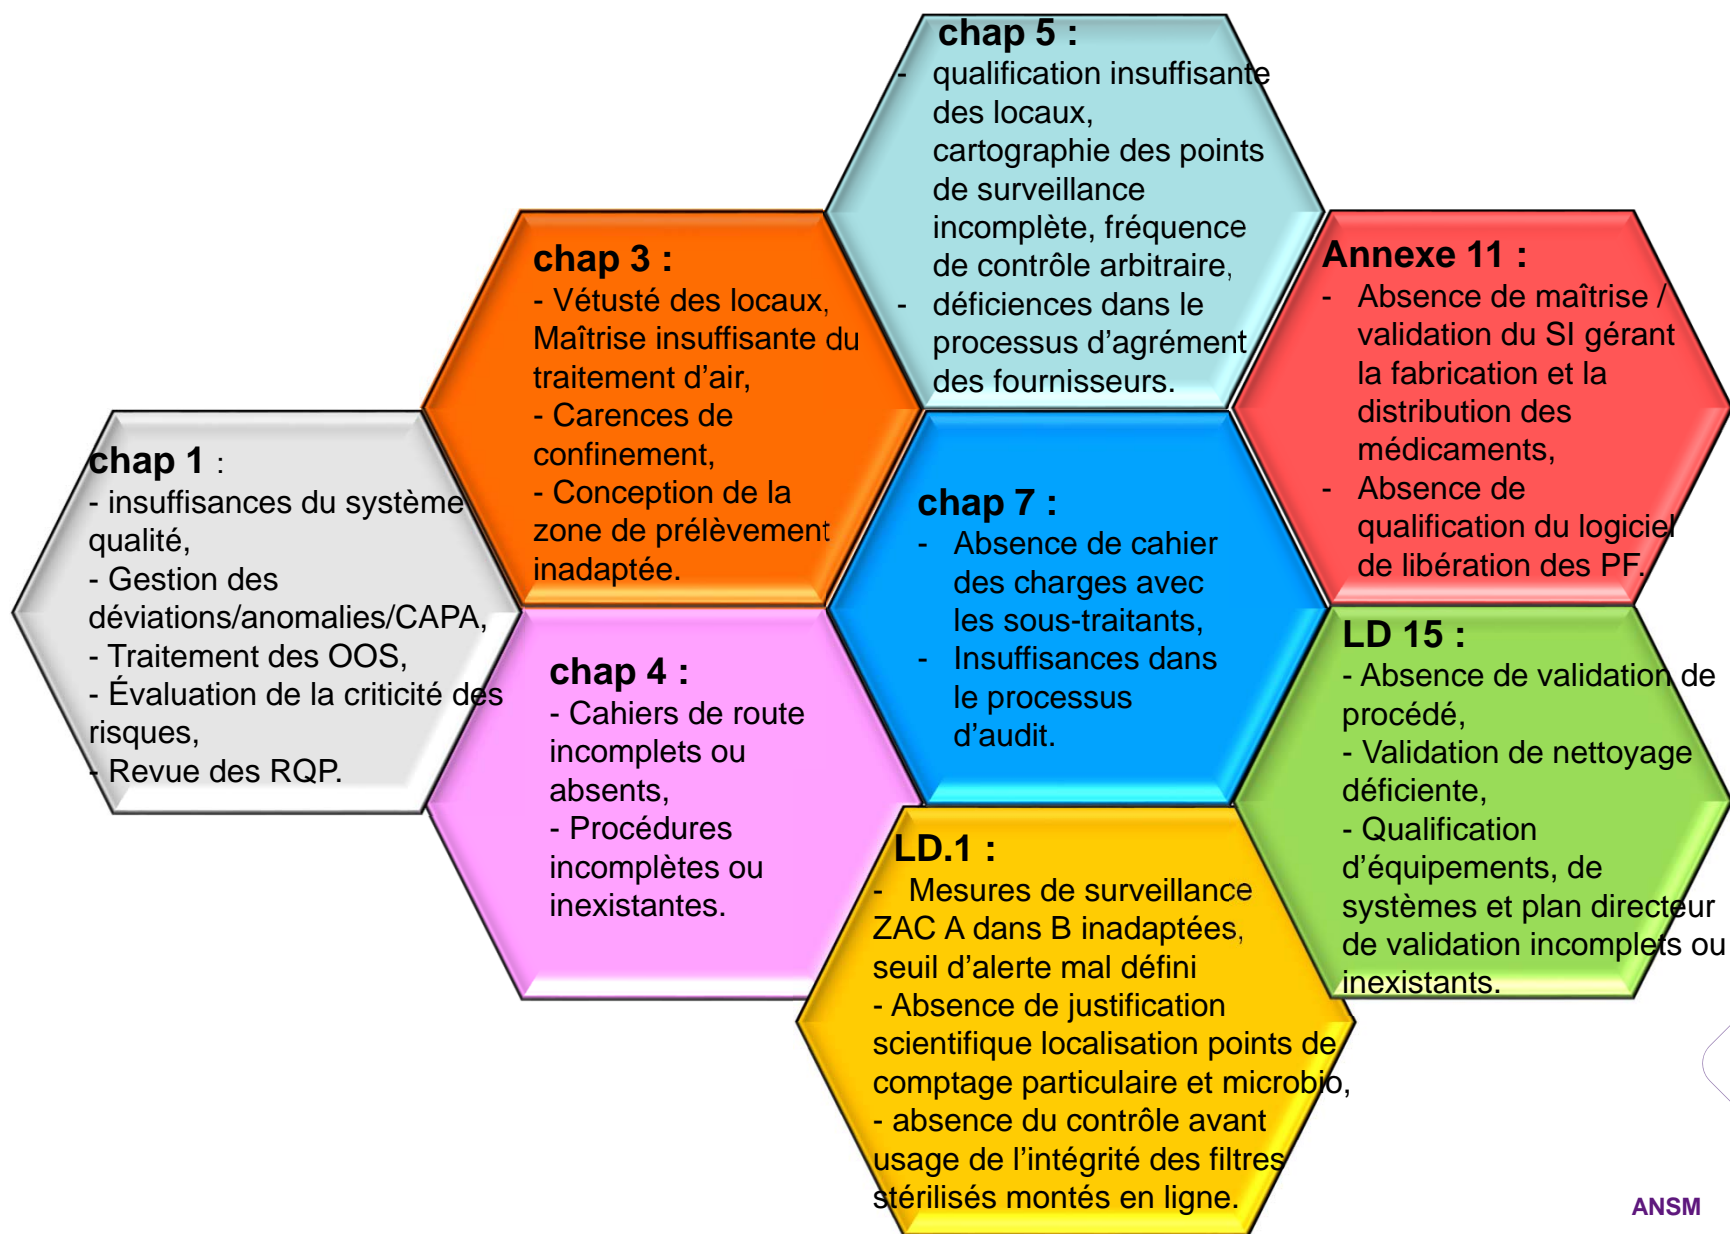 chap 1 :
- insuffisances du système
qualité,
- Gestion des
déviations/anomalies/CAPA,
- Traitement des OOS,
- Évaluation de la criticité des
risques,
- Revue des RQP.
chap 3 :
- Vétusté des locaux,
Maîtrise insuffisante du
traitement d’air,
- Carences de
confinement,
- Conception de la
zone de prélèvement
inadaptée.
chap 4 :
- Cahiers de route
incomplets ou
absents,
- Procédures
incomplètes ou
inexistantes.
chap 5 :
- qualification insuffisante
des locaux,
cartographie des points
de surveillance
incomplète, fréquence
de contrôle arbitraire,
- déficiences dans le
processus d’agrément
des fournisseurs.
chap 7 :
- Absence de cahier
des charges avec
les sous-traitants,
- Insuffisances dans
le processus
d’audit.
LD.1 :
- Mesures de surveillance
ZAC A dans B inadaptées,
seuil d’alerte mal défini
- Absence de justification
scientifique localisation points de
comptage particulaire et microbio,
- absence du contrôle avant
usage de l’intégrité des filtres
stérilisés montés en ligne.
Annexe 11 :
- Absence de maîtrise /
validation du SI gérant
la fabrication et la
distribution des
médicaments,
- Absence de
qualification du logiciel
de libération des PF.
LD 15 :
- Absence de validation de
procédé,
- Validation de nettoyage
déficiente,
- Qualification
d’équipements, de
systèmes et plan directeur
de validation incomplets ou
inexistants.
ANSM